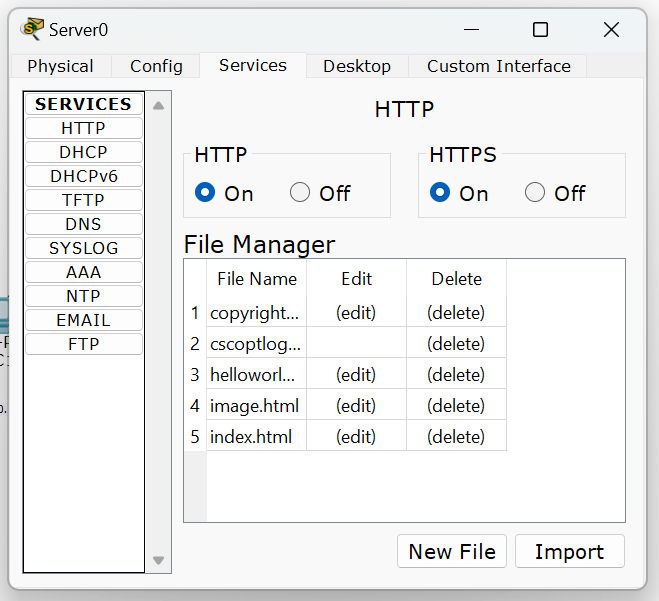 Server0
Physical Config Services Desktop Custom Interface
SERVICES
HTTP
DHCP
DHCPv6
TFTP
DNS
SYSLOG
AAA
NTP
EMAIL
FTP
HTTP
HTTP
On Off
HTTPS
On Off
File Manager
File Name Edit Delete
1 copyright... (edit) (delete)
2 cscoptlog... (delete)
3 helloworl... (edit) (delete)
4 image.html (edit) (delete)
5 index.html (edit) (delete)
New File Import